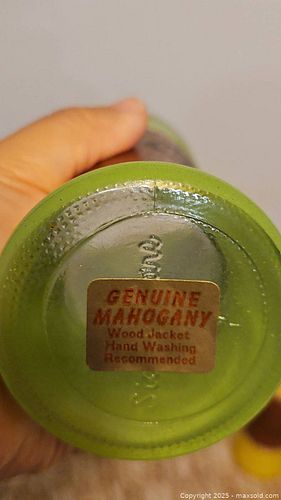 GENUINE
MAHOGANY
Wood Jacket
Hand Washing
Recommended
Copyright 2025 - maxsold.com